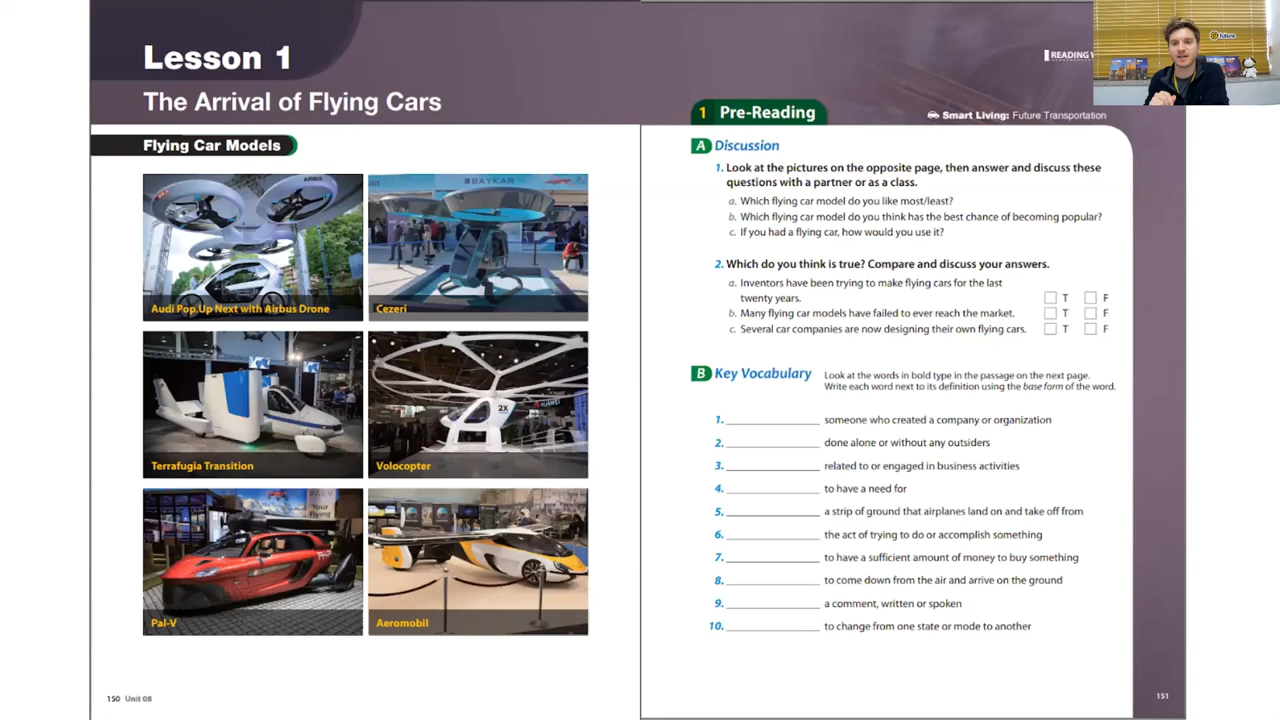 Lesson 1
The Arrival of Flying Cars
Flying Car Models
AIRBUS
Audi Pop.Up Next with Airbus Drone
BAYKAR
Cezeri
Terrafugia Transition
2X
Volocopter
PAL-V
Your
Flying
Pal-V
Aeromobil
150 Unit 08
READING
1 Pre-Reading
Smart Living: Future Transportation
A Discussion
1. Look at the pictures on the opposite page, then answer and discuss these
questions with a partner or as a class.
a. Which flying car model do you like most/least?
b. Which flying car model do you think has the best chance of becoming popular?
c. If you had a flying car, how would you use it?
2. Which do you think is true? Compare and discuss your answers.
a. Inventors have been trying to make flying cars for the last
twenty years. T F
b. Many flying car models have failed to ever reach the market. T F
c. Several car companies are now designing their own flying cars. T F
B Key Vocabulary
Look at the words in bold type in the passage on the next page.
Write each word next to its definition using the base form of the word.
1. someone who created a company or organization
2. done alone or without any outsiders
3. related to or engaged in business activities
4. to have a need for
5. a strip of ground that airplanes land on and take off from
6. the act of trying to do or accomplish something
7. to have a sufficient amount of money to buy something
8. to come down from the air and arrive on the ground
9. a comment, written or spoken
10. to change from one state or mode to another
151
future